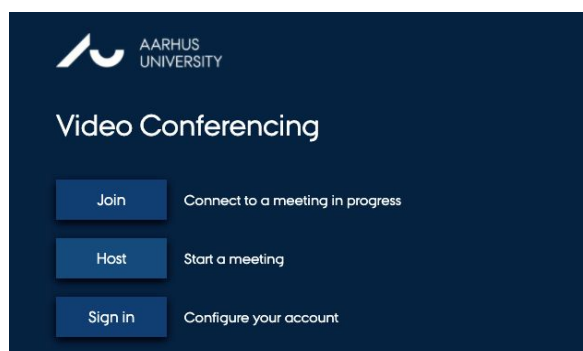 AARHUS
UNIVERSITY
Video Conferencing
Join Connect to a meeting in progress
Host Start a meeting
Sign in Configure your account